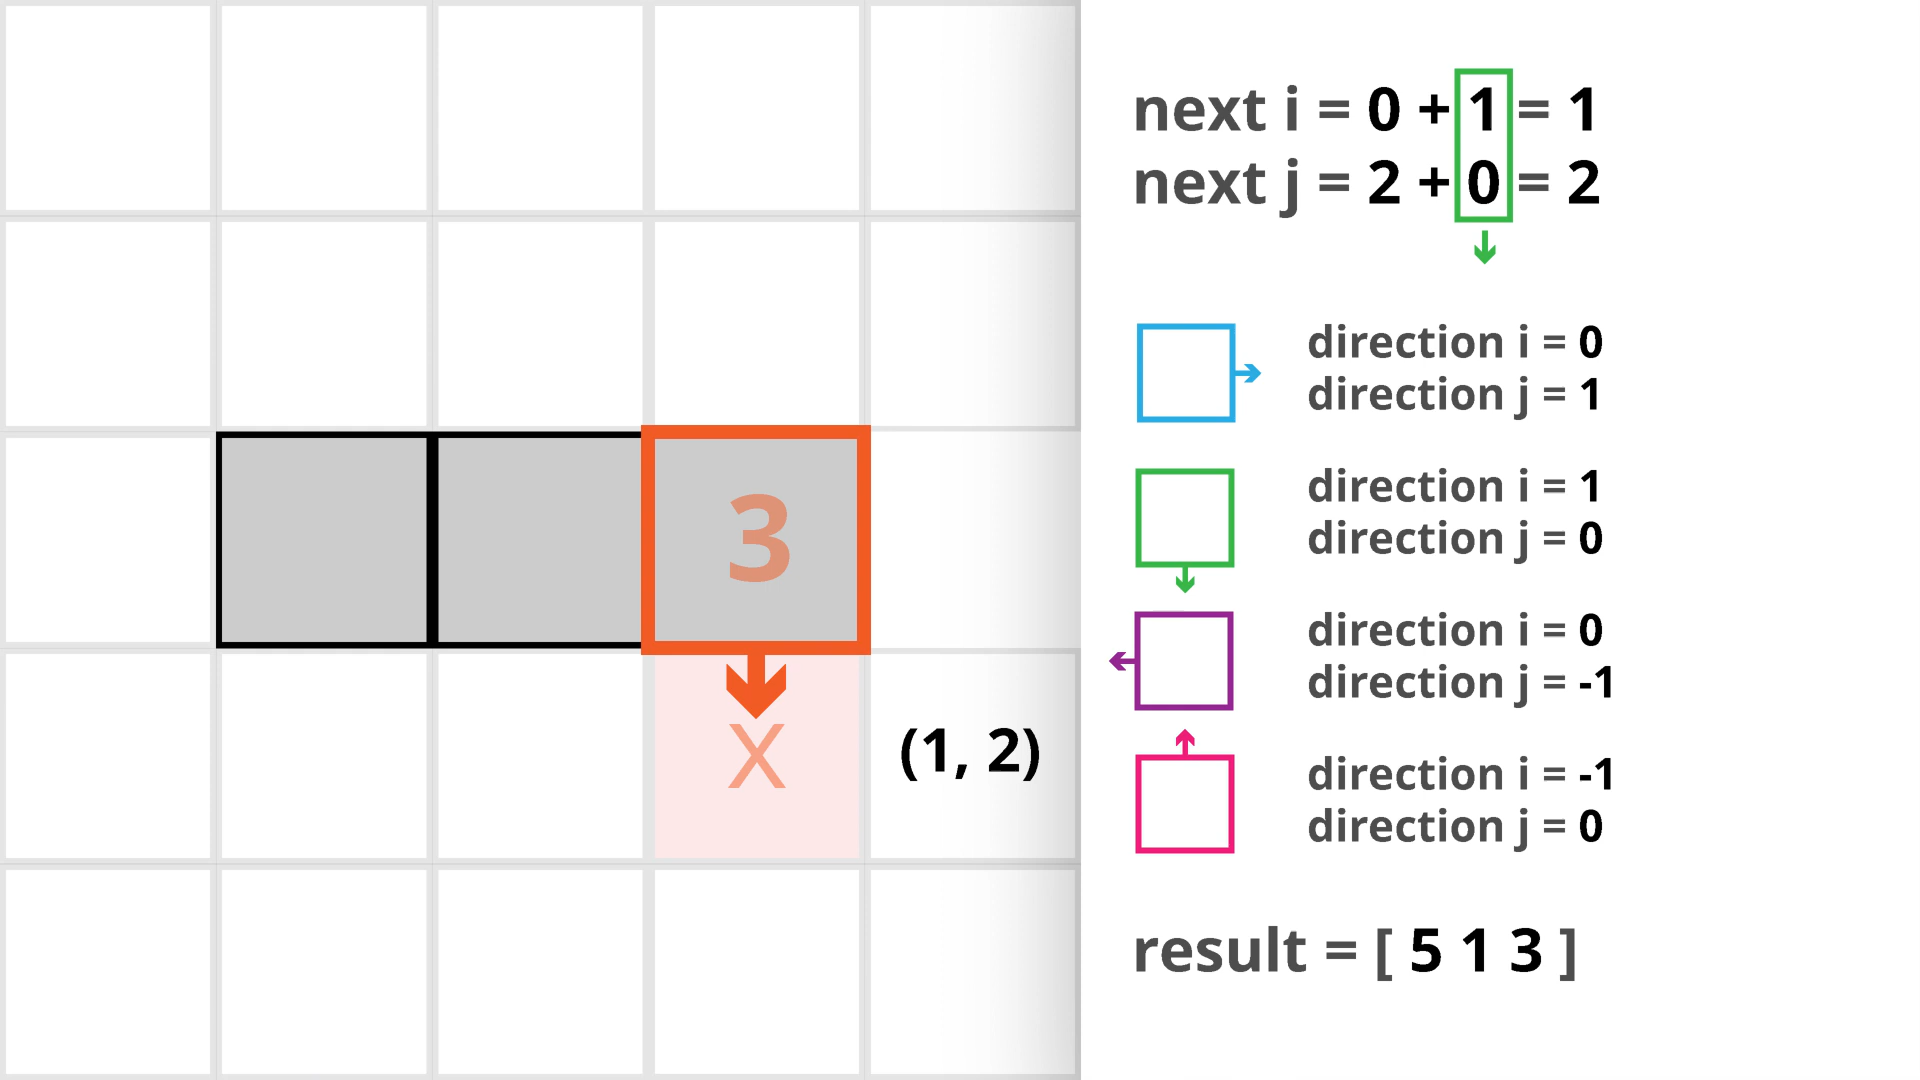 3
X
(1, 2)
next i = 0 + 1 = 1
next j = 2 + 0 = 2
direction i = 0
direction j = 1
direction i = 1
direction j = 0
direction i = 0
direction j = -1
direction i = -1
direction j = 0
result = [ 5 1 3 ]